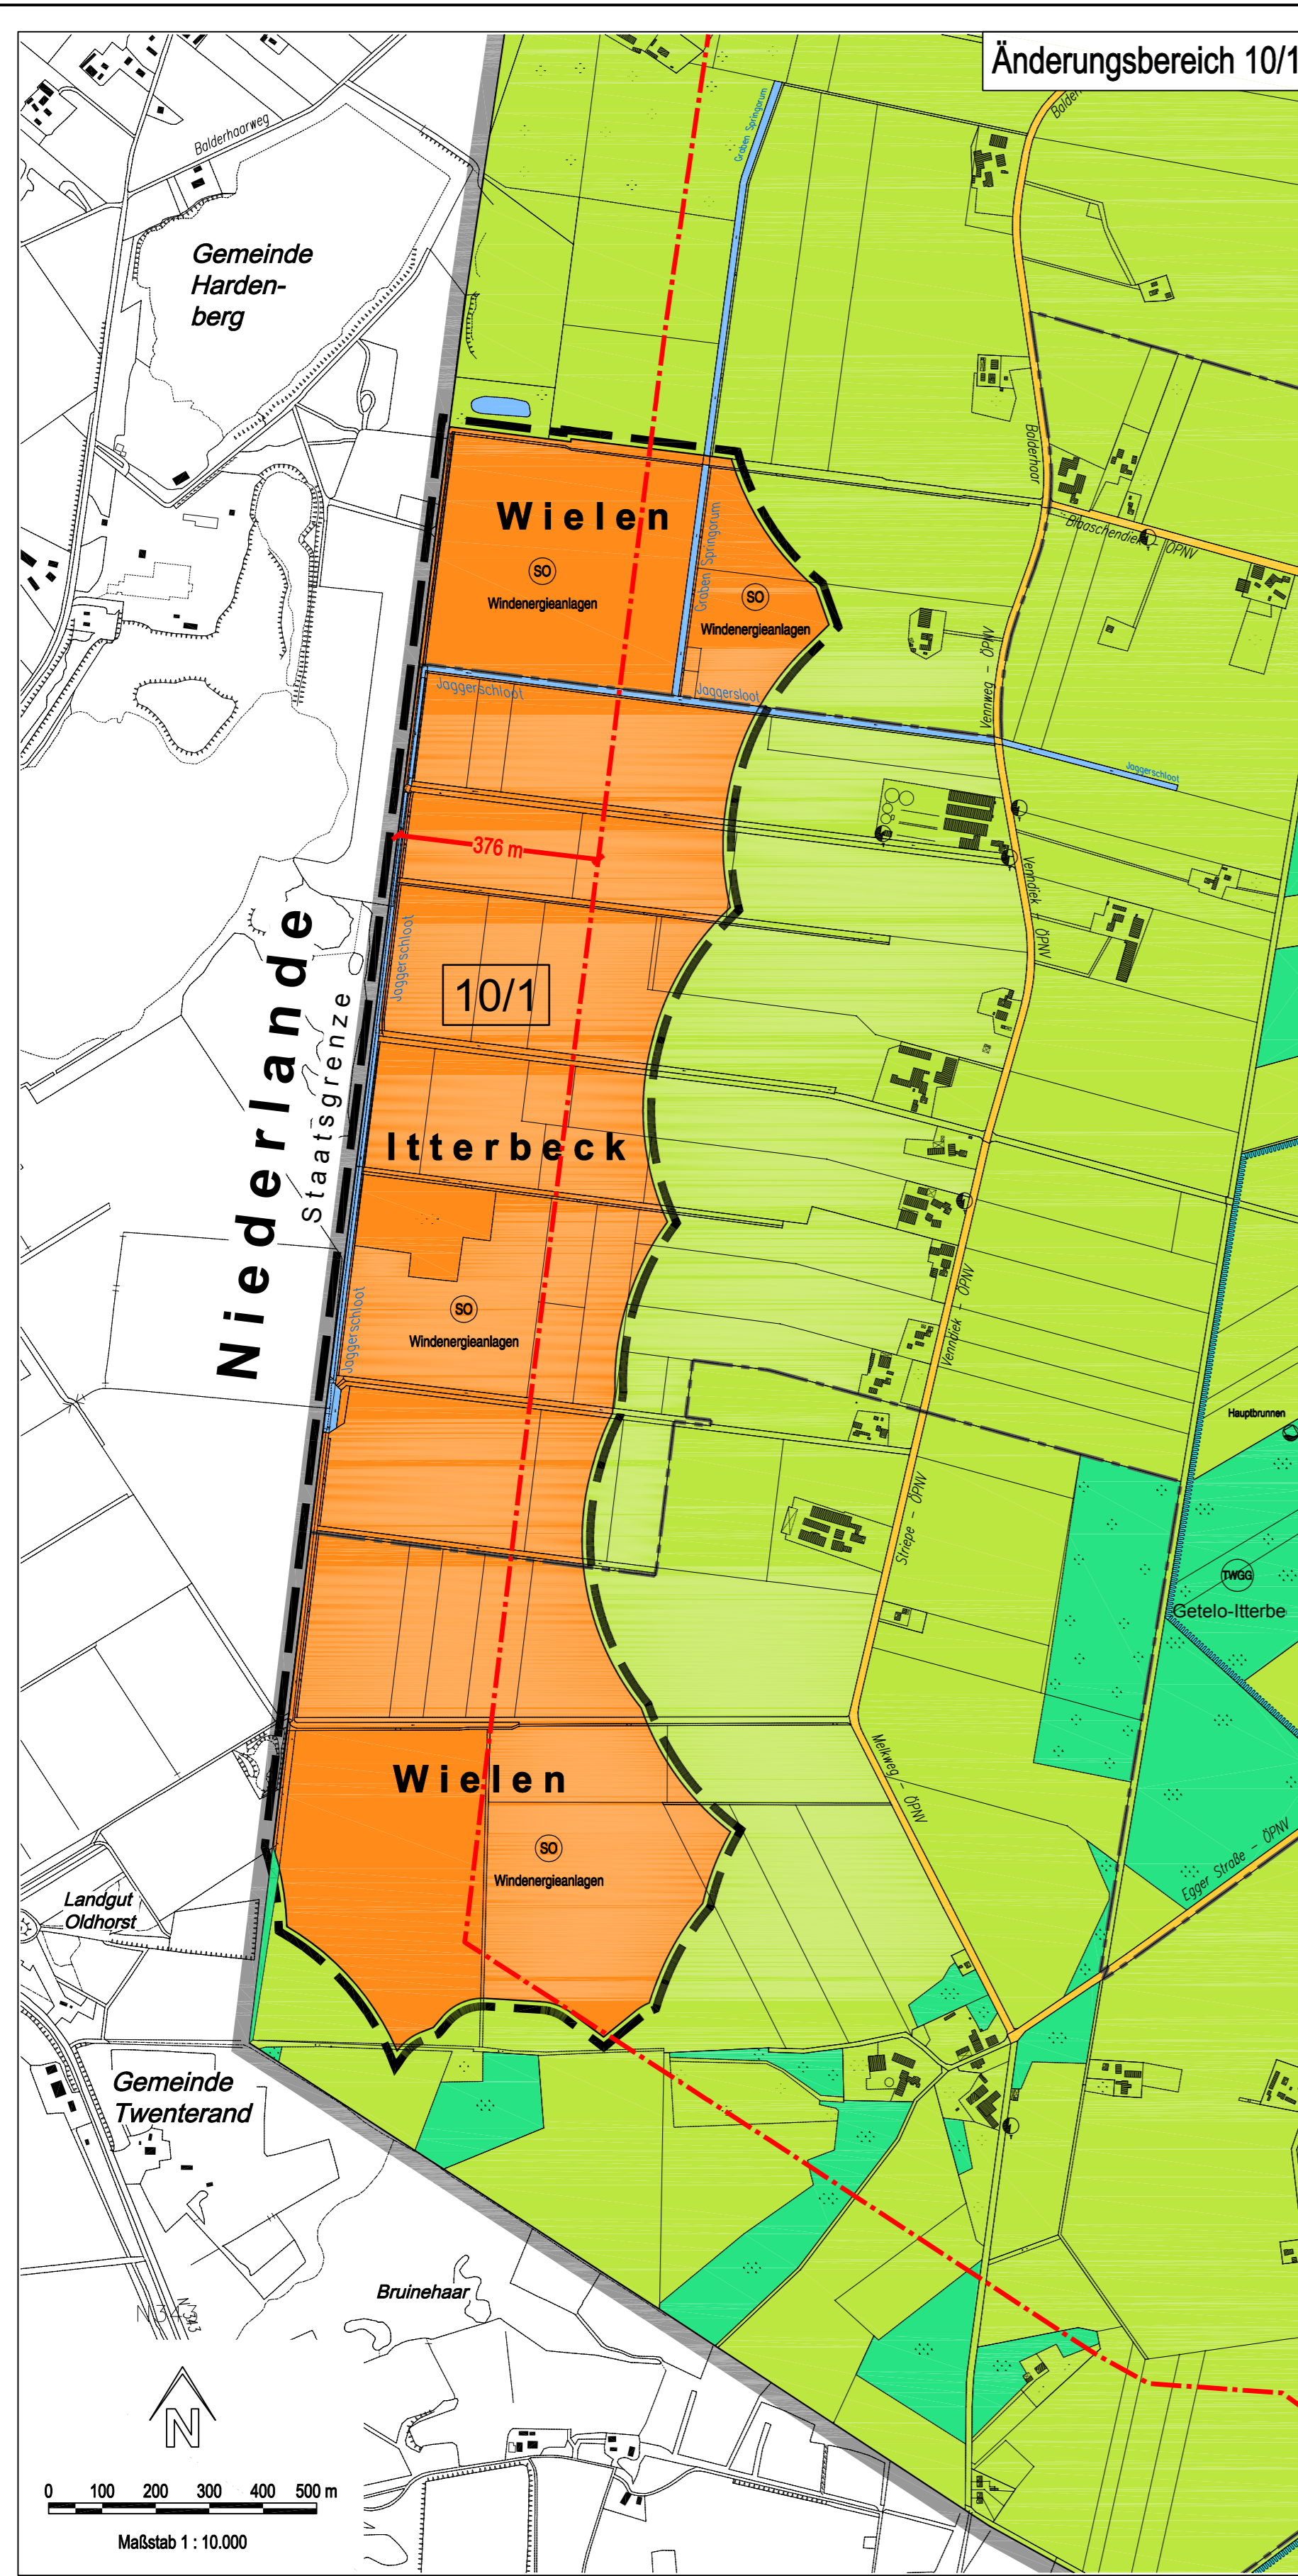 Änderungsbereich 10/1
Balderhaarweg
Graben Springorum
Gemeinde
Harden-
berg
Balderhaar
Wielen
SO
Windenergieanlagen
Graben Springorum
SO
Windenergieanlagen
Blaaschendiek - ÖPNV
Vennweg - ÖPNV
Jaggerschloot
Jaggersloot
Jaggerschloot
376 m
Venndiek - ÖPNV
Niederlande
Staatsgrenze
Jaggerschloot
10/1
Itterbeck
SO
Windenergieanlagen
Jaggerschloot
Venndiek - ÖPNV
Hauptbrunnen
Striepe - ÖPNV
TWGG
Getelo-Itterbe
Wielen
Melkweg - ÖPNV
SO
Windenergieanlagen
Egger Straße - ÖPNV
Landgut
Oldhorst
Gemeinde
Twenterand
Bruinehaar
N343
N
0 100 200 300 400 500 m
Maßstab 1 : 10.000